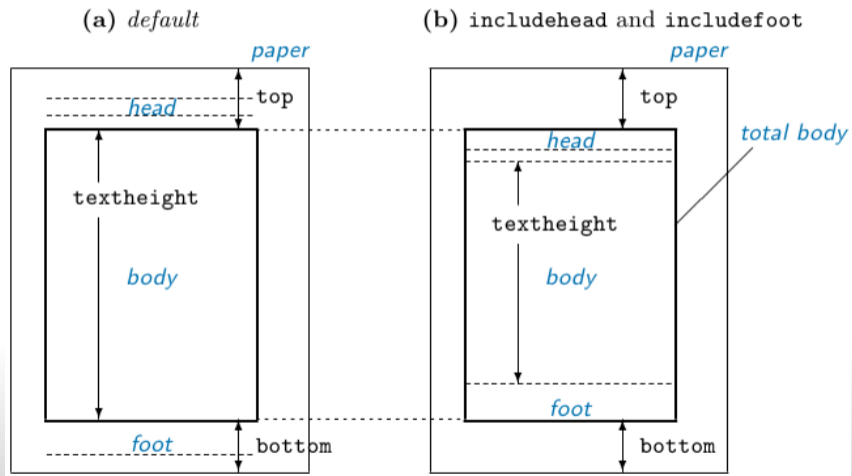 (a) default
paper
top
head
textheight
body
foot
bottom
(b) includehead and includefoot
paper
top
head
total body
textheight
body
foot
bottom